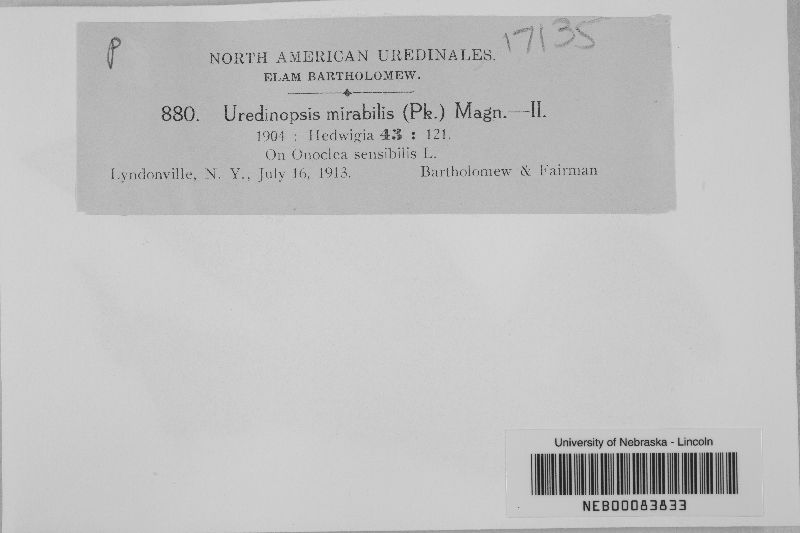 P
17135
NORTH AMERICAN UREDINALES.
ELAM BARTHOLOMEW.
880. Uredinopsis mirabilis (Pk.) Magn.—II.
1904 : Hedwigia 43 : 121.
On Onoclea sensibilis L.
Lyndonville, N. Y., July 16, 1913. Bartholomew & Fairman
University of Nebraska - Lincoln
NEB00083833